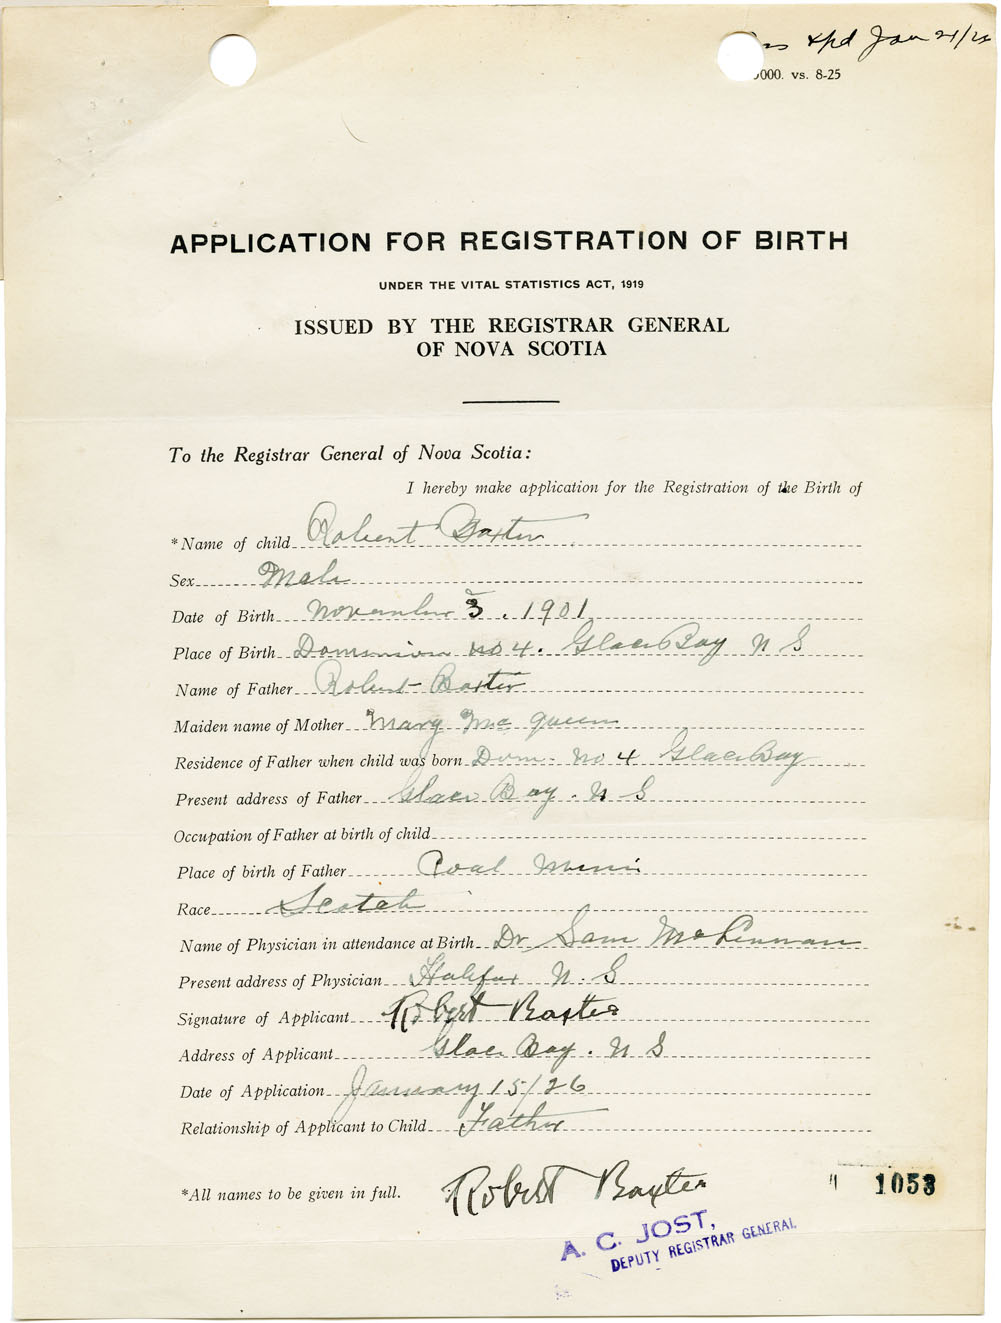 xpd Jan 21/26
000. vs. 8-25
APPLICATION FOR REGISTRATION OF BIRTH
UNDER THE VITAL STATISTICS ACT, 1919
ISSUED BY THE REGISTRAR GENERAL
OF NOVA SCOTIA
To the Registrar General of Nova Scotia:
I hereby make application for the Registration of the Birth of
*Name of child Robert Baxter
Sex Male
Date of Birth November 3. 1901
Place of Birth Dominion No 4. Glace Bay N S
Name of Father Robert Baxter
Maiden name of Mother Mary McQueen
Residence of Father when child was born Dom- No 4 Glace Bay
Present address of Father Glace Bay. N S
Occupation of Father at birth of child
Place of birth of Father Coal
Race Scotch
Name of Physician in attendance at Birth Dr Sam McLennan
Present address of Physician Halifax N. S
Signature of Applicant Robert Baxter
Address of Applicant Glace Bay. N S
Date of Application January 15/26
Relationship of Applicant to Child Father
*All names to be given in full. Robert Baxter
1053
A. C. JOST,
DEPUTY REGISTRAR GENERAL